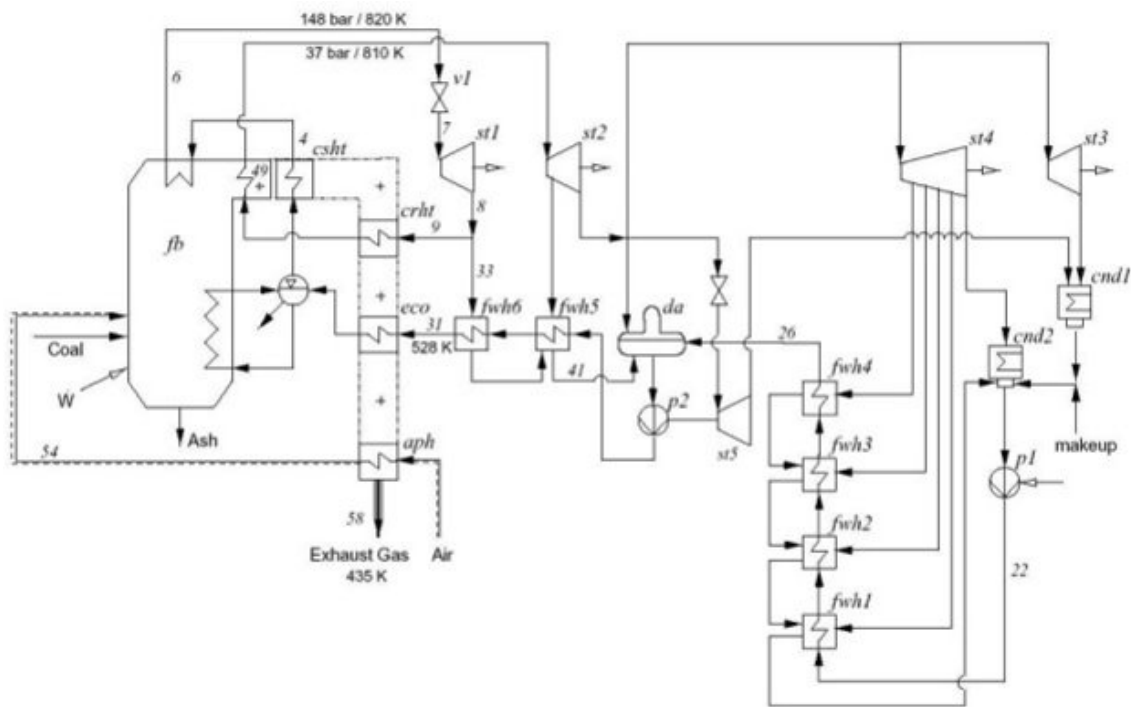 148 bar / 820 K
37 bar / 810 K
6
v1
7
st1
st2
st4
st3
4
csht
49
8
crht
9
fb
33
cnd1
eco
31
fwh6
fwh5
da
26
cnd2
528 K
41
Coal
fwh4
p2
W
makeup
Ash
aph
st5
fwh3
p1
54
58
fwh2
Exhaust Gas
Air
22
435 K
fwh1